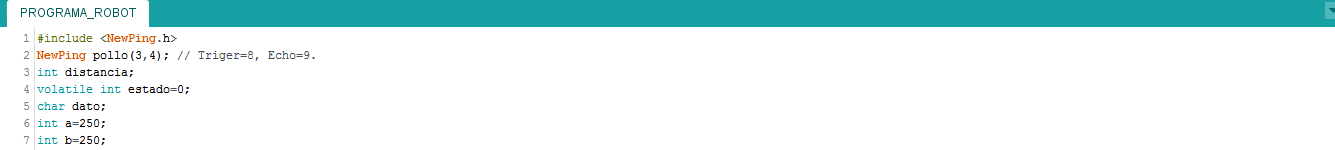 PROGRAMA_ROBOT
1 #include <NewPing.h>
2 NewPing pollo(3,4); // Triger=8, Echo=9.
3 int distancia;
4 volatile int estado=0;
5 char dato;
6 int a=250;
7 int b=250;